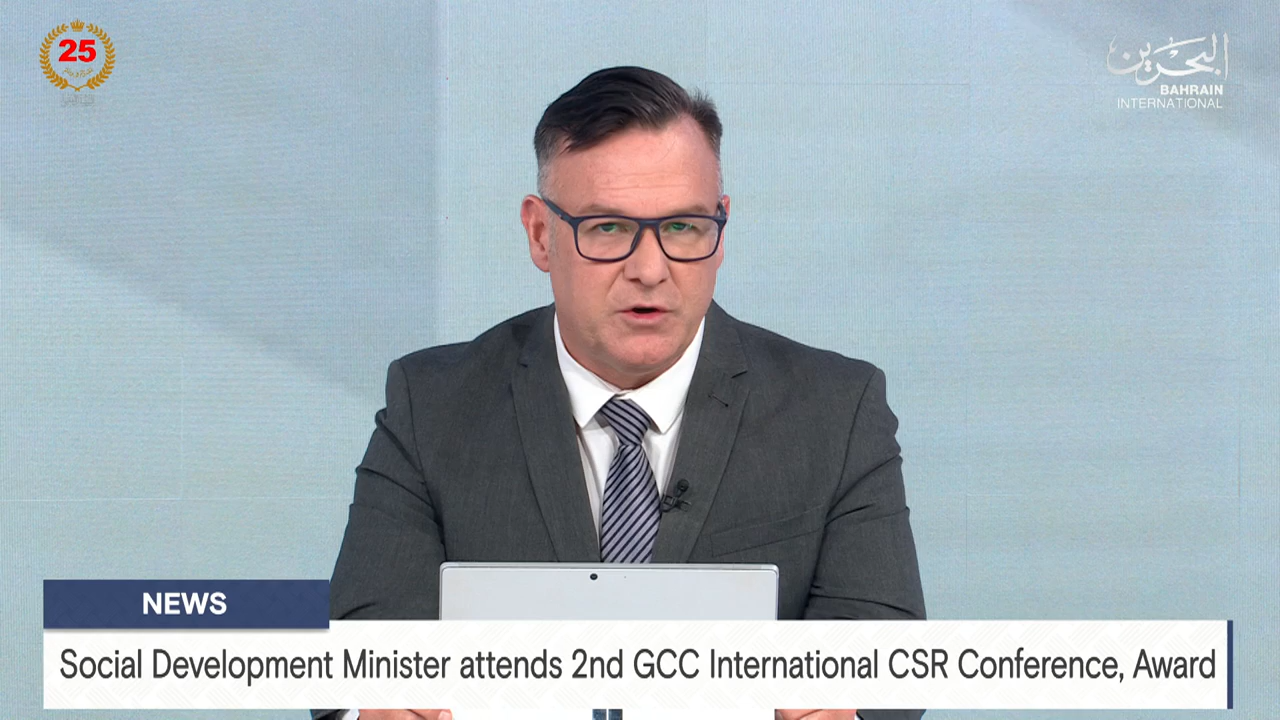 25
البحرين
BAHRAIN
INTERNATIONAL
NEWS
Social Development Minister attends 2nd GCC International CSR Conference, Award